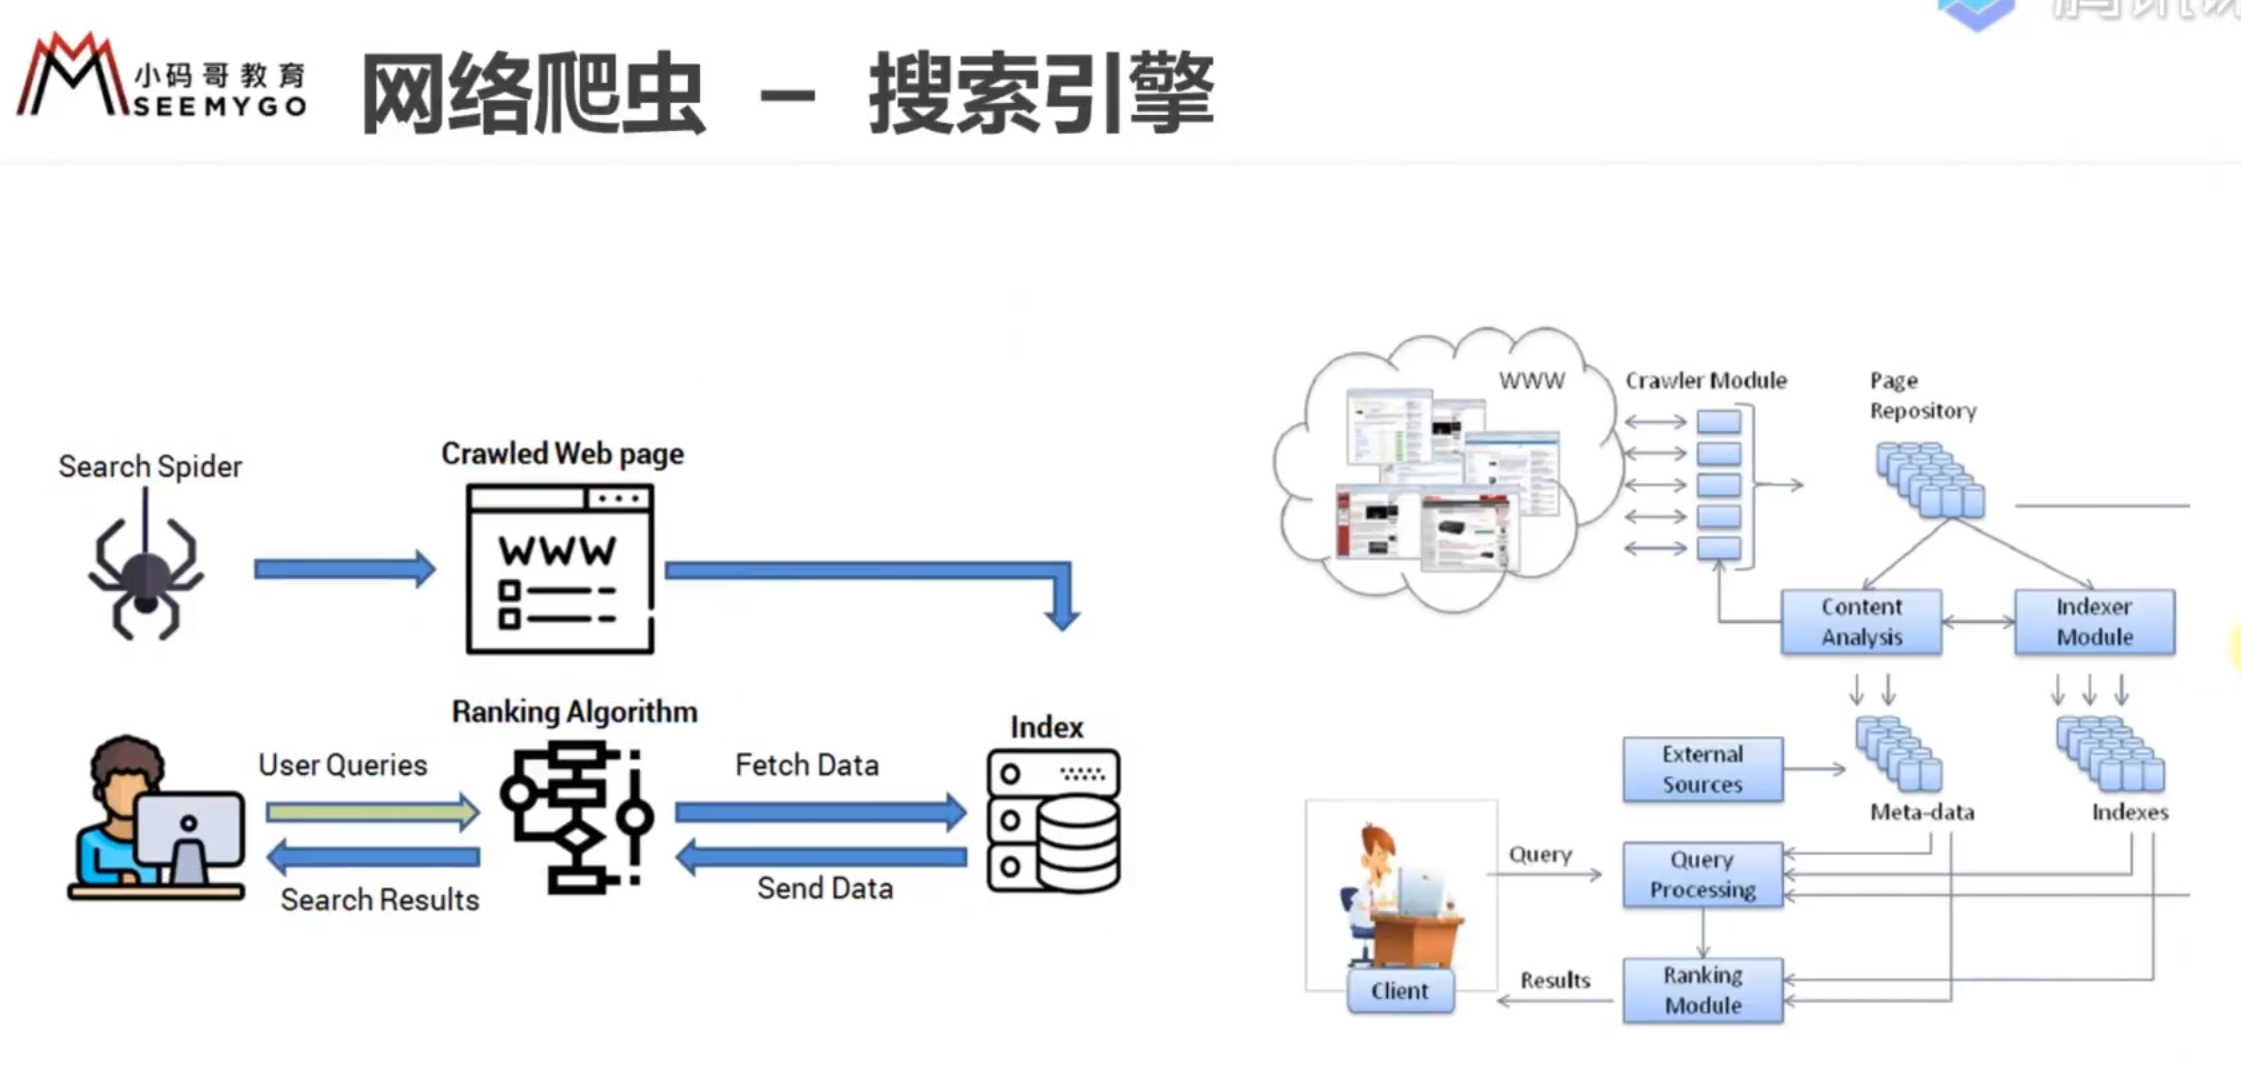 小码哥教育
SEEMYGO
网络爬虫 - 搜索引擎
Search Spider
Crawled Web page
WWW
Ranking Algorithm
Index
User Queries
Fetch Data
Search Results
Send Data
WWW
Crawler Module
Page
Repository
Content
Analysis
Indexer
Module
External
Sources
Meta-data
Indexes
Query
Query
Processing
Results
Ranking
Module
Client